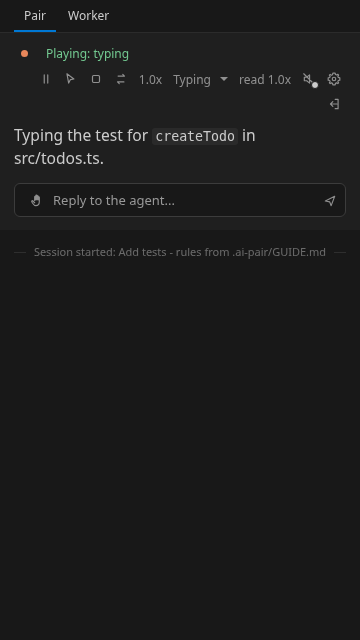 Pair Worker
Playing: typing
1.0x Typing read 1.0x
Typing the test for createTodo in
src/todos.ts.
Reply to the agent...
Session started: Add tests - rules from .ai-pair/GUIDE.md